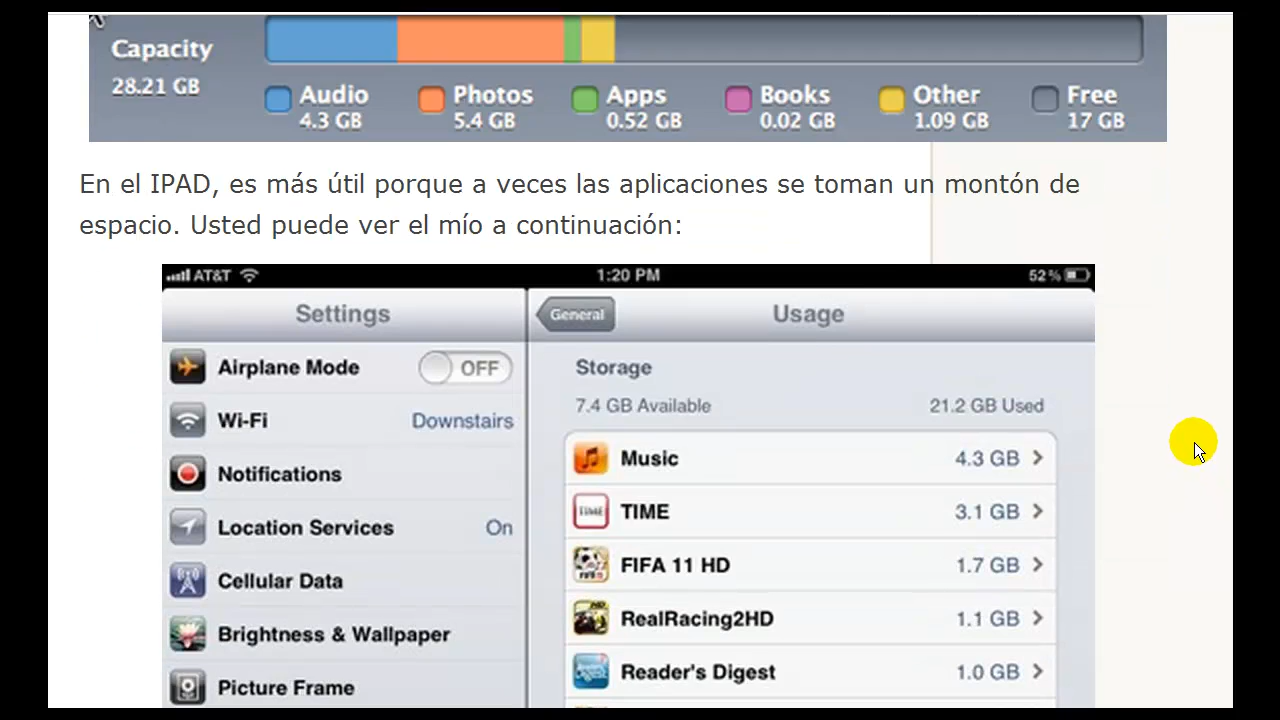 Capacity
28.21 GB
Audio
4.3 GB
Photos
5.4 GB
Apps
0.52 GB
Books
0.02 GB
Other
1.09 GB
Free
17 GB
En el IPAD, es más útil porque a veces las aplicaciones se toman un montón de
espacio. Usted puede ver el mío a continuación:
AT&T 1:20 PM 52%
Settings
General
Usage
Airplane Mode OFF
Wi-Fi Downstairs
Notifications
Location Services On
Cellular Data
Brightness & Wallpaper
Picture Frame
Storage
7.4 GB Available 21.2 GB Used
Music 4.3 GB
TIME TIME 3.1 GB
FIFA 11 HD 1.7 GB
RealRacing2HD 1.1 GB
Reader's Digest 1.0 GB